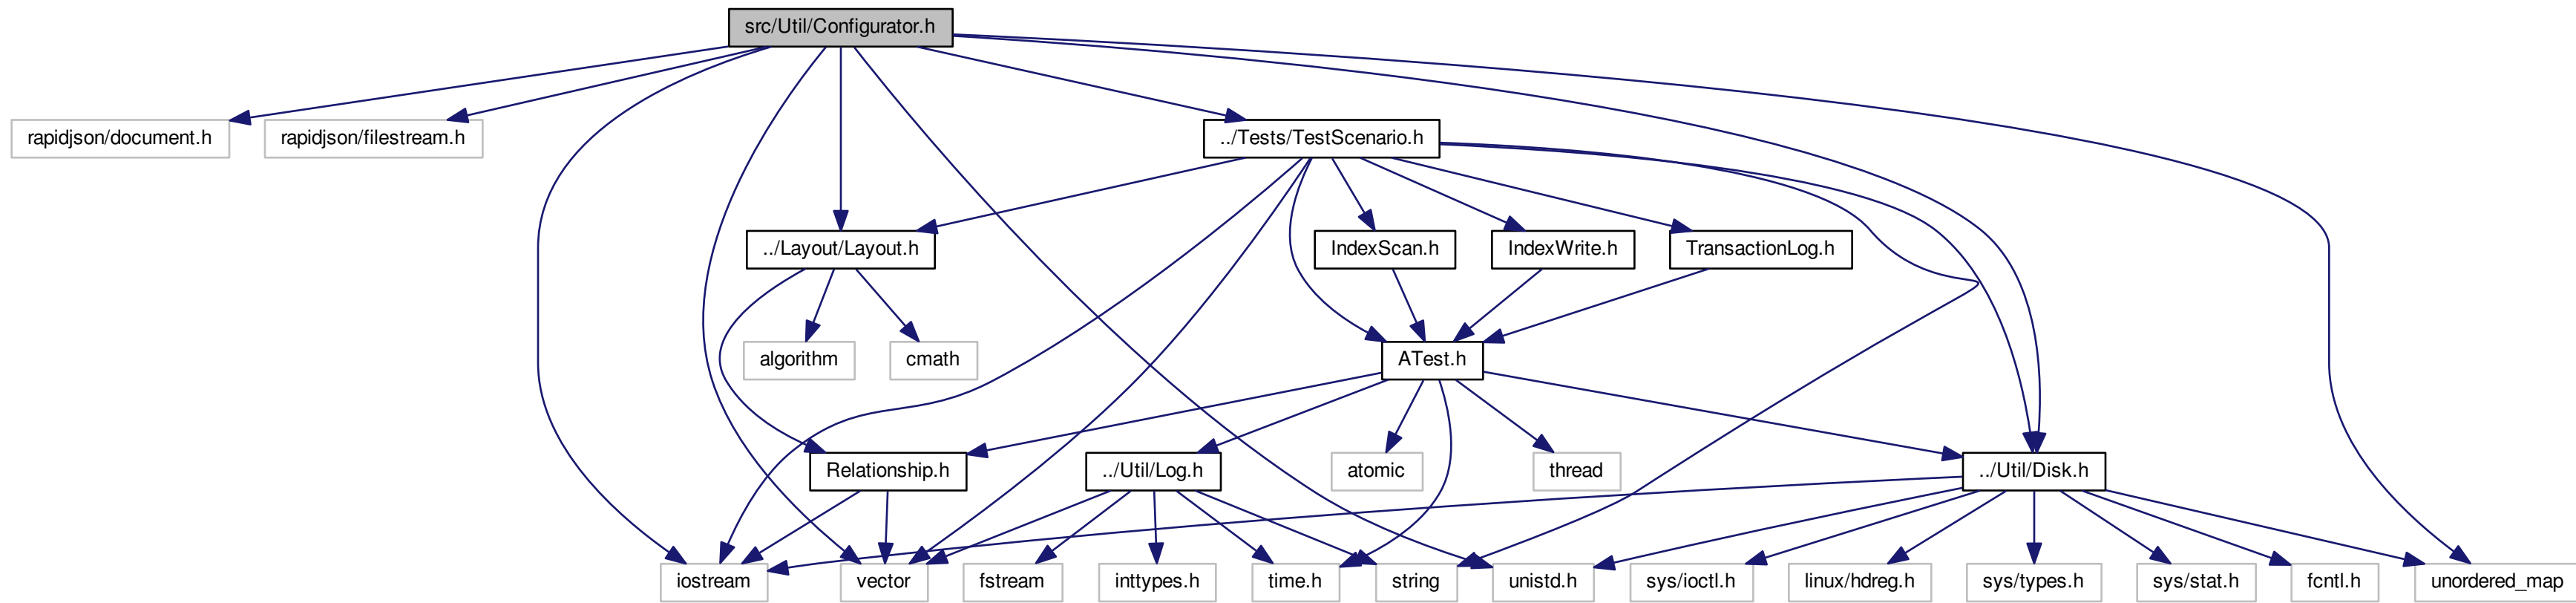 src/Util/Configurator.h
rapidjson/document.h
rapidjson/filestream.h
../Tests/TestScenario.h
../Layout/Layout.h
IndexScan.h
IndexWrite.h
TransactionLog.h
algorithm
cmath
ATest.h
Relationship.h
../Util/Log.h
atomic
thread
../Util/Disk.h
iostream
vector
fstream
inttypes.h
time.h
string
unistd.h
sys/ioctl.h
linux/hdreg.h
sys/types.h
sys/stat.h
fcntl.h
unordered_map